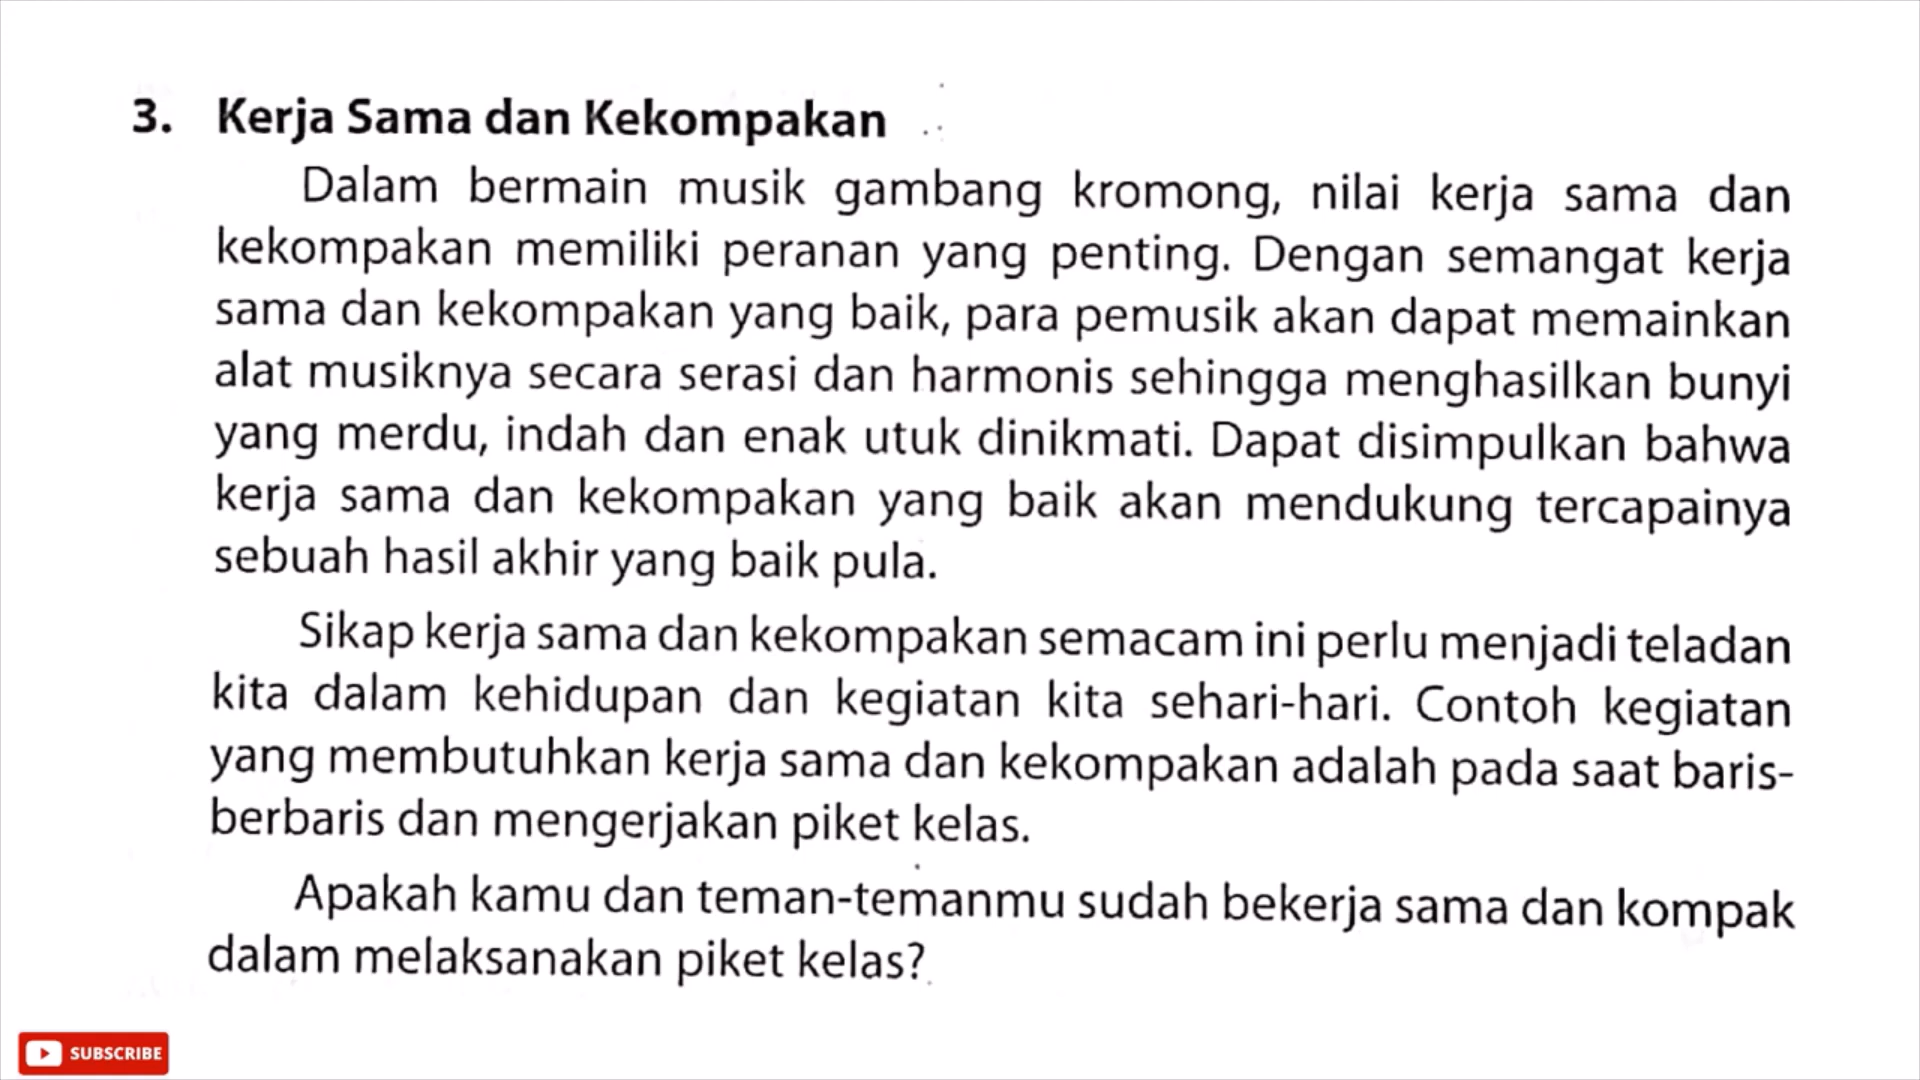 3. Kerja Sama dan Kekompakan
Dalam bermain musik gambang kromong, nilai kerja sama dan
kekompakan memiliki peranan yang penting. Dengan semangat kerja
sama dan kekompakan yang baik, para pemusik akan dapat memainkan
alat musiknya secara serasi dan harmonis sehingga menghasilkan bunyi
yang merdu, indah dan enak utuk dinikmati. Dapat disimpulkan bahwa
kerja sama dan kekompakan yang baik akan mendukung tercapainya
sebuah hasil akhir yang baik pula.
Sikap kerja sama dan kekompakan semacam ini perlu menjadi teladan
kita dalam kehidupan dan kegiatan kita sehari-hari. Contoh kegiatan
yang membutuhkan kerja sama dan kekompakan adalah pada saat baris-
berbaris dan mengerjakan piket kelas.
Apakah kamu dan teman-temanmu sudah bekerja sama dan kompak
dalam melaksanakan piket kelas?
SUBSCRIBE